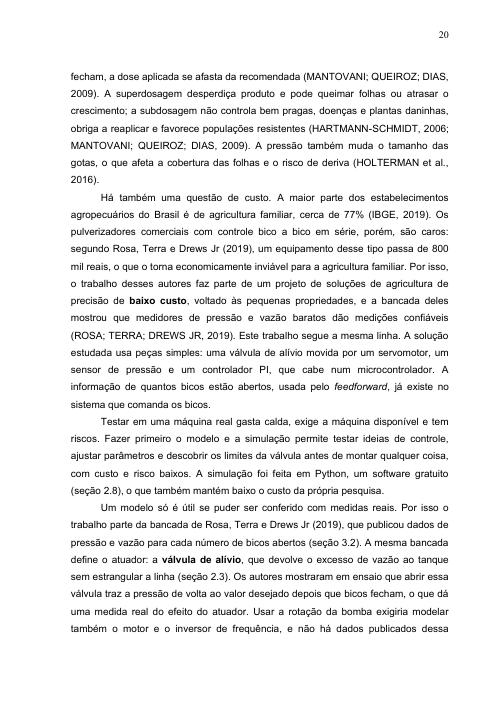 20
fecham, a dose aplicada se afasta da recomendada (MANTOVANI; QUEIROZ; DIAS,
2009). A superdosagem desperdiça produto e pode queimar folhas ou atrasar o
crescimento; a subdosagem não controla bem pragas, doenças e plantas daninhas,
obriga a reaplicar e favorece populações resistentes (HARTMANN-SCHMIDT, 2006;
MANTOVANI; QUEIROZ; DIAS, 2009). A pressão também muda o tamanho das
gotas, o que afeta a cobertura das folhas e o risco de deriva (HOLTERMAN et al.,
2016).
Há também uma questão de custo. A maior parte dos estabelecimentos
agropecuários do Brasil é de agricultura familiar, cerca de 77% (IBGE, 2019). Os
pulverizadores comerciais com controle bico a bico em série, porém, são caros:
segundo Rosa, Terra e Drews Jr (2019), um equipamento desse tipo passa de 800
mil reais, o que o torna economicamente inviável para a agricultura familiar. Por isso,
o trabalho desses autores faz parte de um projeto de soluções de agricultura de
precisão de baixo custo, voltado às pequenas propriedades, e a bancada deles
mostrou que medidores de pressão e vazão baratos dão medições confiáveis
(ROSA; TERRA; DREWS JR, 2019). Este trabalho segue a mesma linha. A solução
estudada usa peças simples: uma válvula de alívio movida por um servomotor, um
sensor de pressão e um controlador PI, que cabe num microcontrolador. A
informação de quantos bicos estão abertos, usada pelo feedforward, já existe no
sistema que comanda os bicos.
Testar em uma máquina real gasta calda, exige a máquina disponível e tem
riscos. Fazer primeiro o modelo e a simulação permite testar ideias de controle,
ajustar parâmetros e descobrir os limites da válvula antes de montar qualquer coisa,
com custo e risco baixos. A simulação foi feita em Python, um software gratuito
(seção 2.8), o que também mantém baixo o custo da própria pesquisa.
Um modelo só é útil se puder ser conferido com medidas reais. Por isso o
trabalho parte da bancada de Rosa, Terra e Drews Jr (2019), que publicou dados de
pressão e vazão para cada número de bicos abertos (seção 3.2). A mesma bancada
define o atuador: a válvula de alívio, que devolve o excesso de vazão ao tanque
sem estrangular a linha (seção 2.3). Os autores mostraram em ensaio que abrir essa
válvula traz a pressão de volta ao valor desejado depois que bicos fecham, o que dá
uma medida real do efeito do atuador. Usar a rotação da bomba exigiria modelar
também o motor e o inversor de frequência, e não há dados publicados dessa